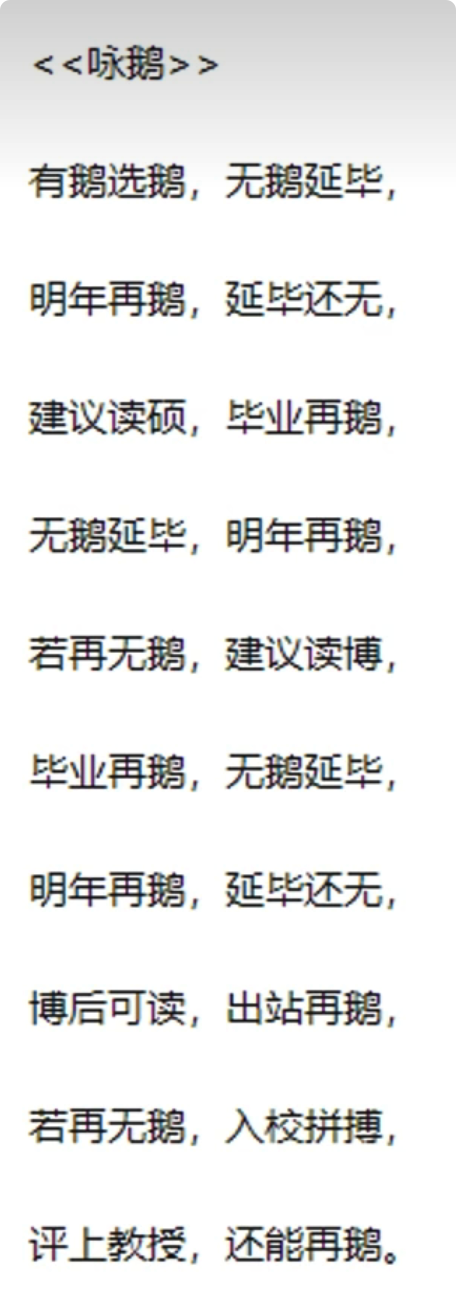 <<咏鹅>>
有鹅选鹅，无鹅延毕，
明年再鹅，延毕还无，
建议读硕，毕业再鹅，
无鹅延毕，明年再鹅，
若再无鹅，建议读博，
毕业再鹅，无鹅延毕，
明年再鹅，延毕还无，
博后可读，出站再鹅，
若再无鹅，入校拼搏，
评上教授，还能再鹅。